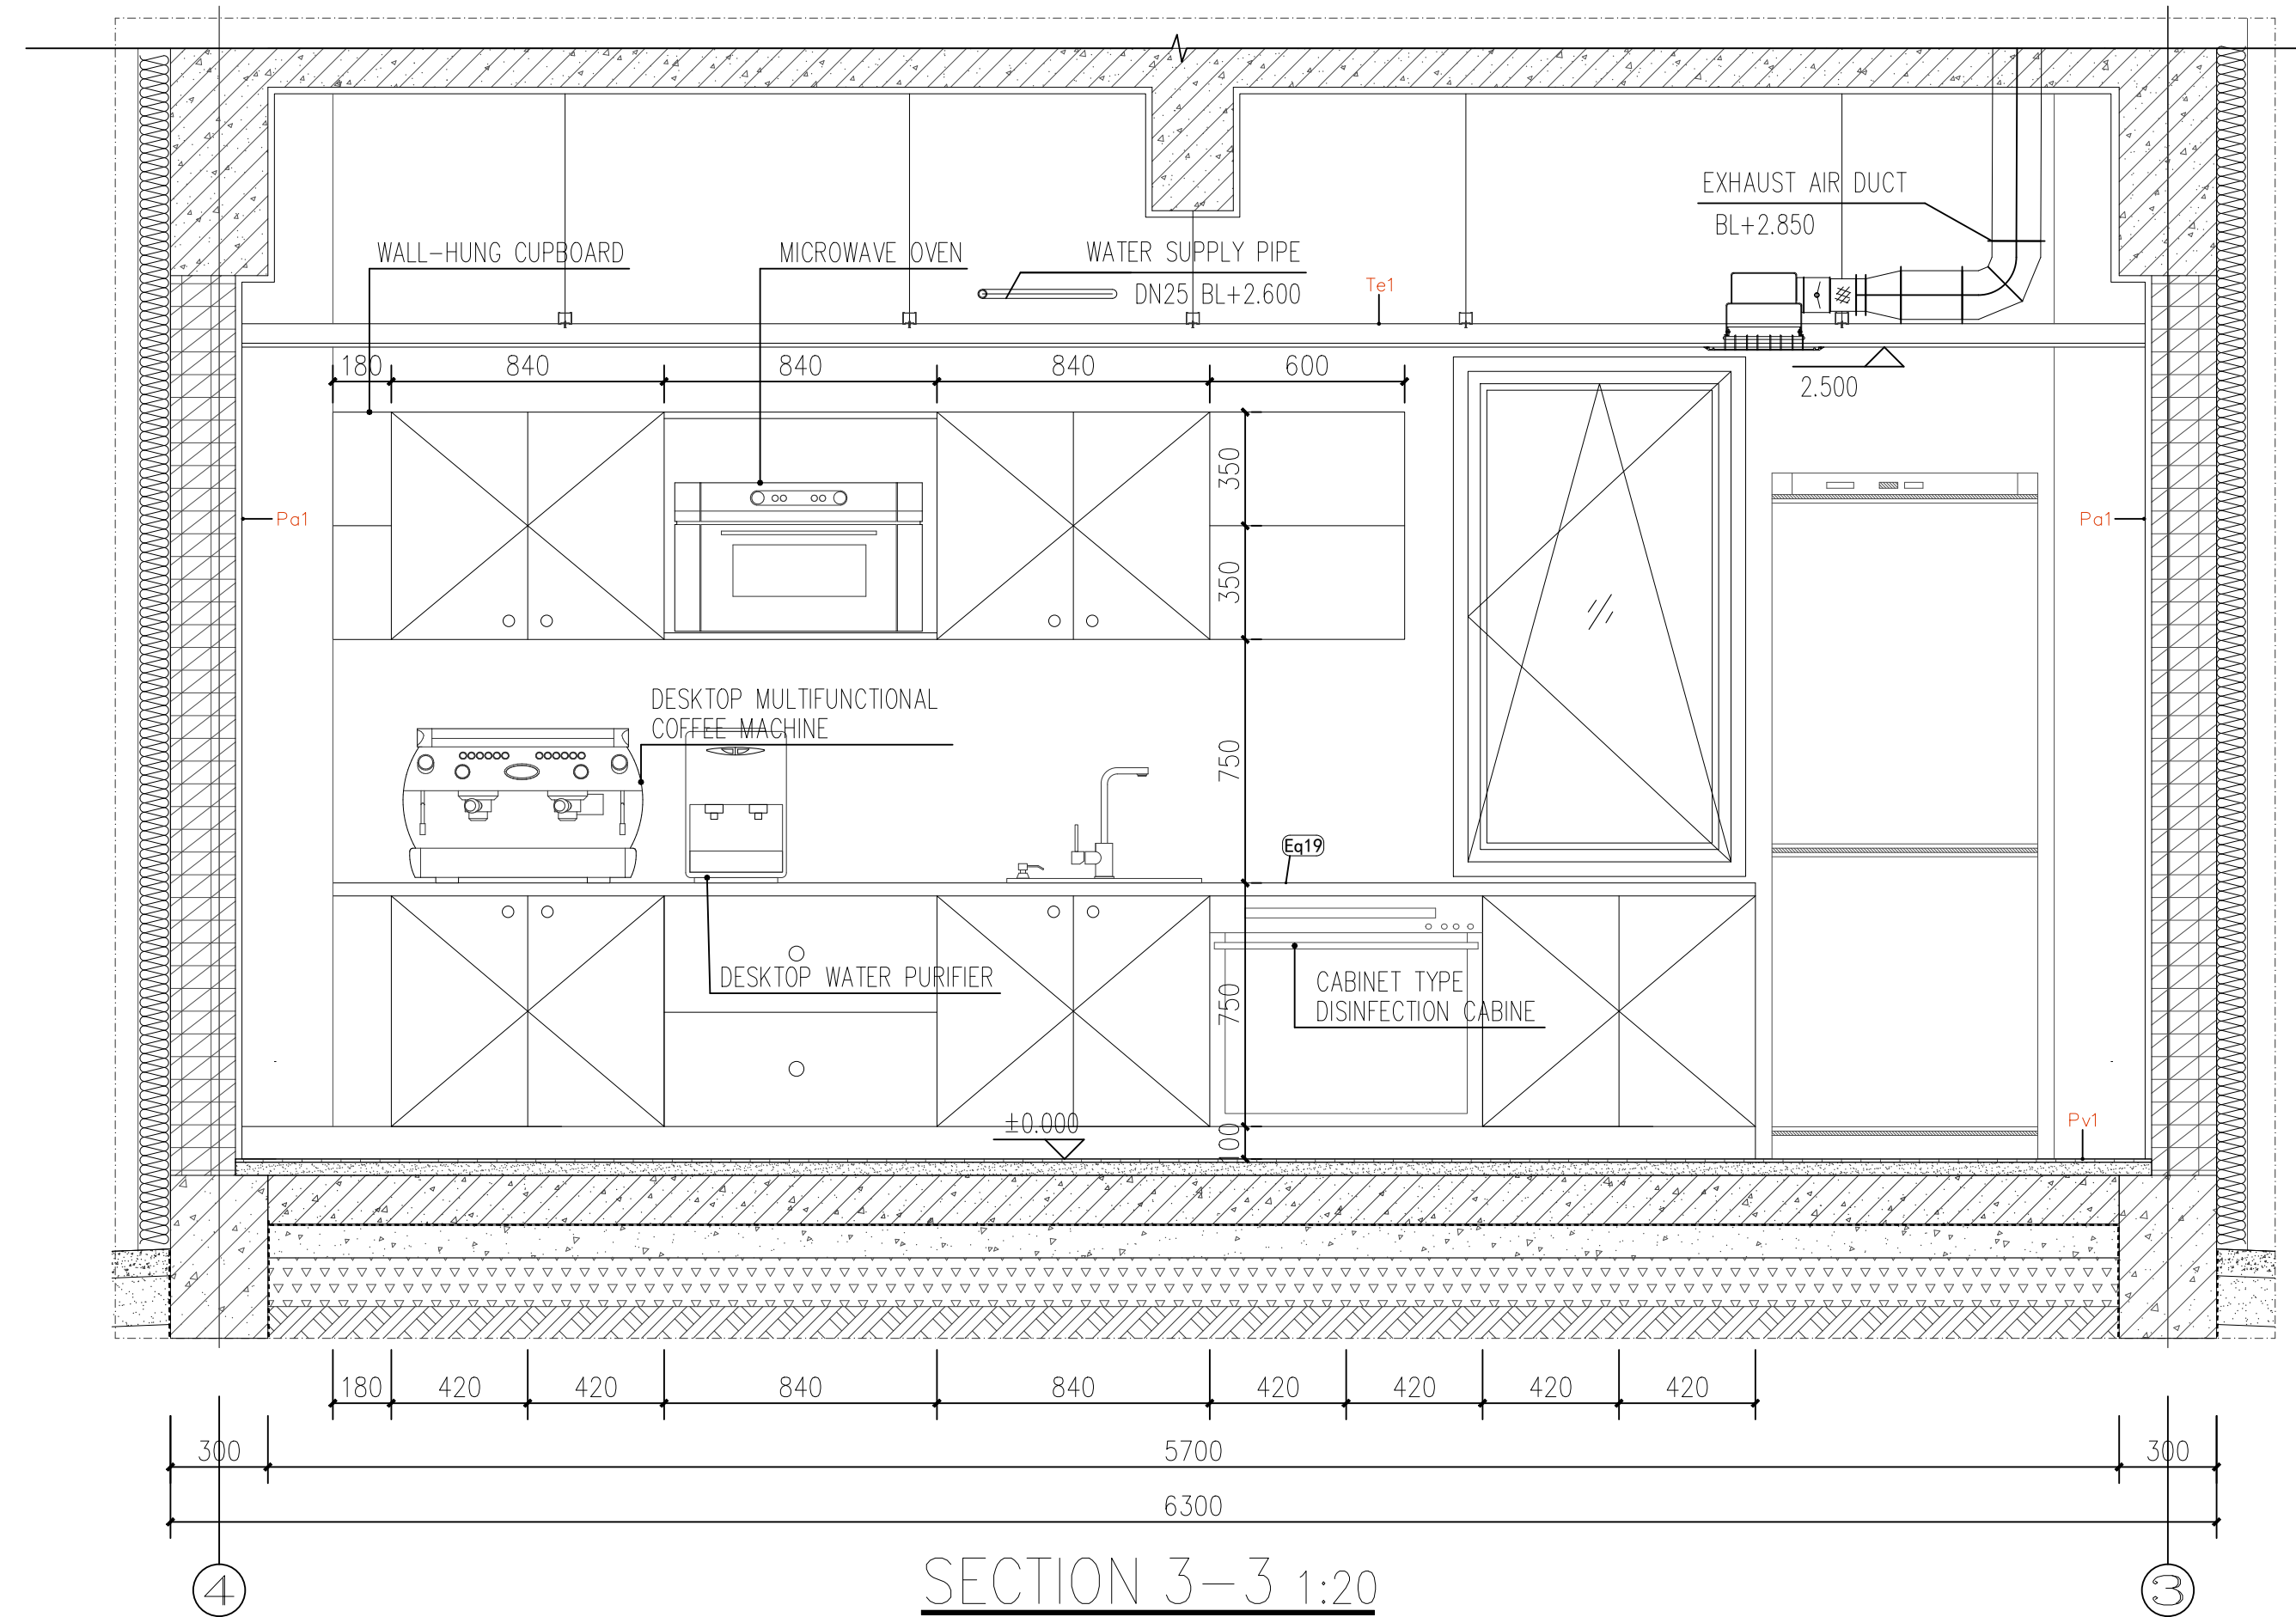 EXHAUST AIR DUCT
BL+2.850
WALL-HUNG CUPBOARD
MICROWAVE OVEN
WATER SUPPLY PIPE
DN25 BL+2.600
Te1
180
840
840
840
600
2.500
350
Pa1
Pa1
350
DESKTOP MULTIFUNCTIONAL
COFFEE MACHINE
750
Eq19
DESKTOP WATER PURIFIER
CABINET TYPE
DISINFECTION CABINE
750
±0.000
100
Pv1
180
420
420
840
840
420
420
420
420
300
5700
300
6300
4
SECTION 3-3 1:20
3